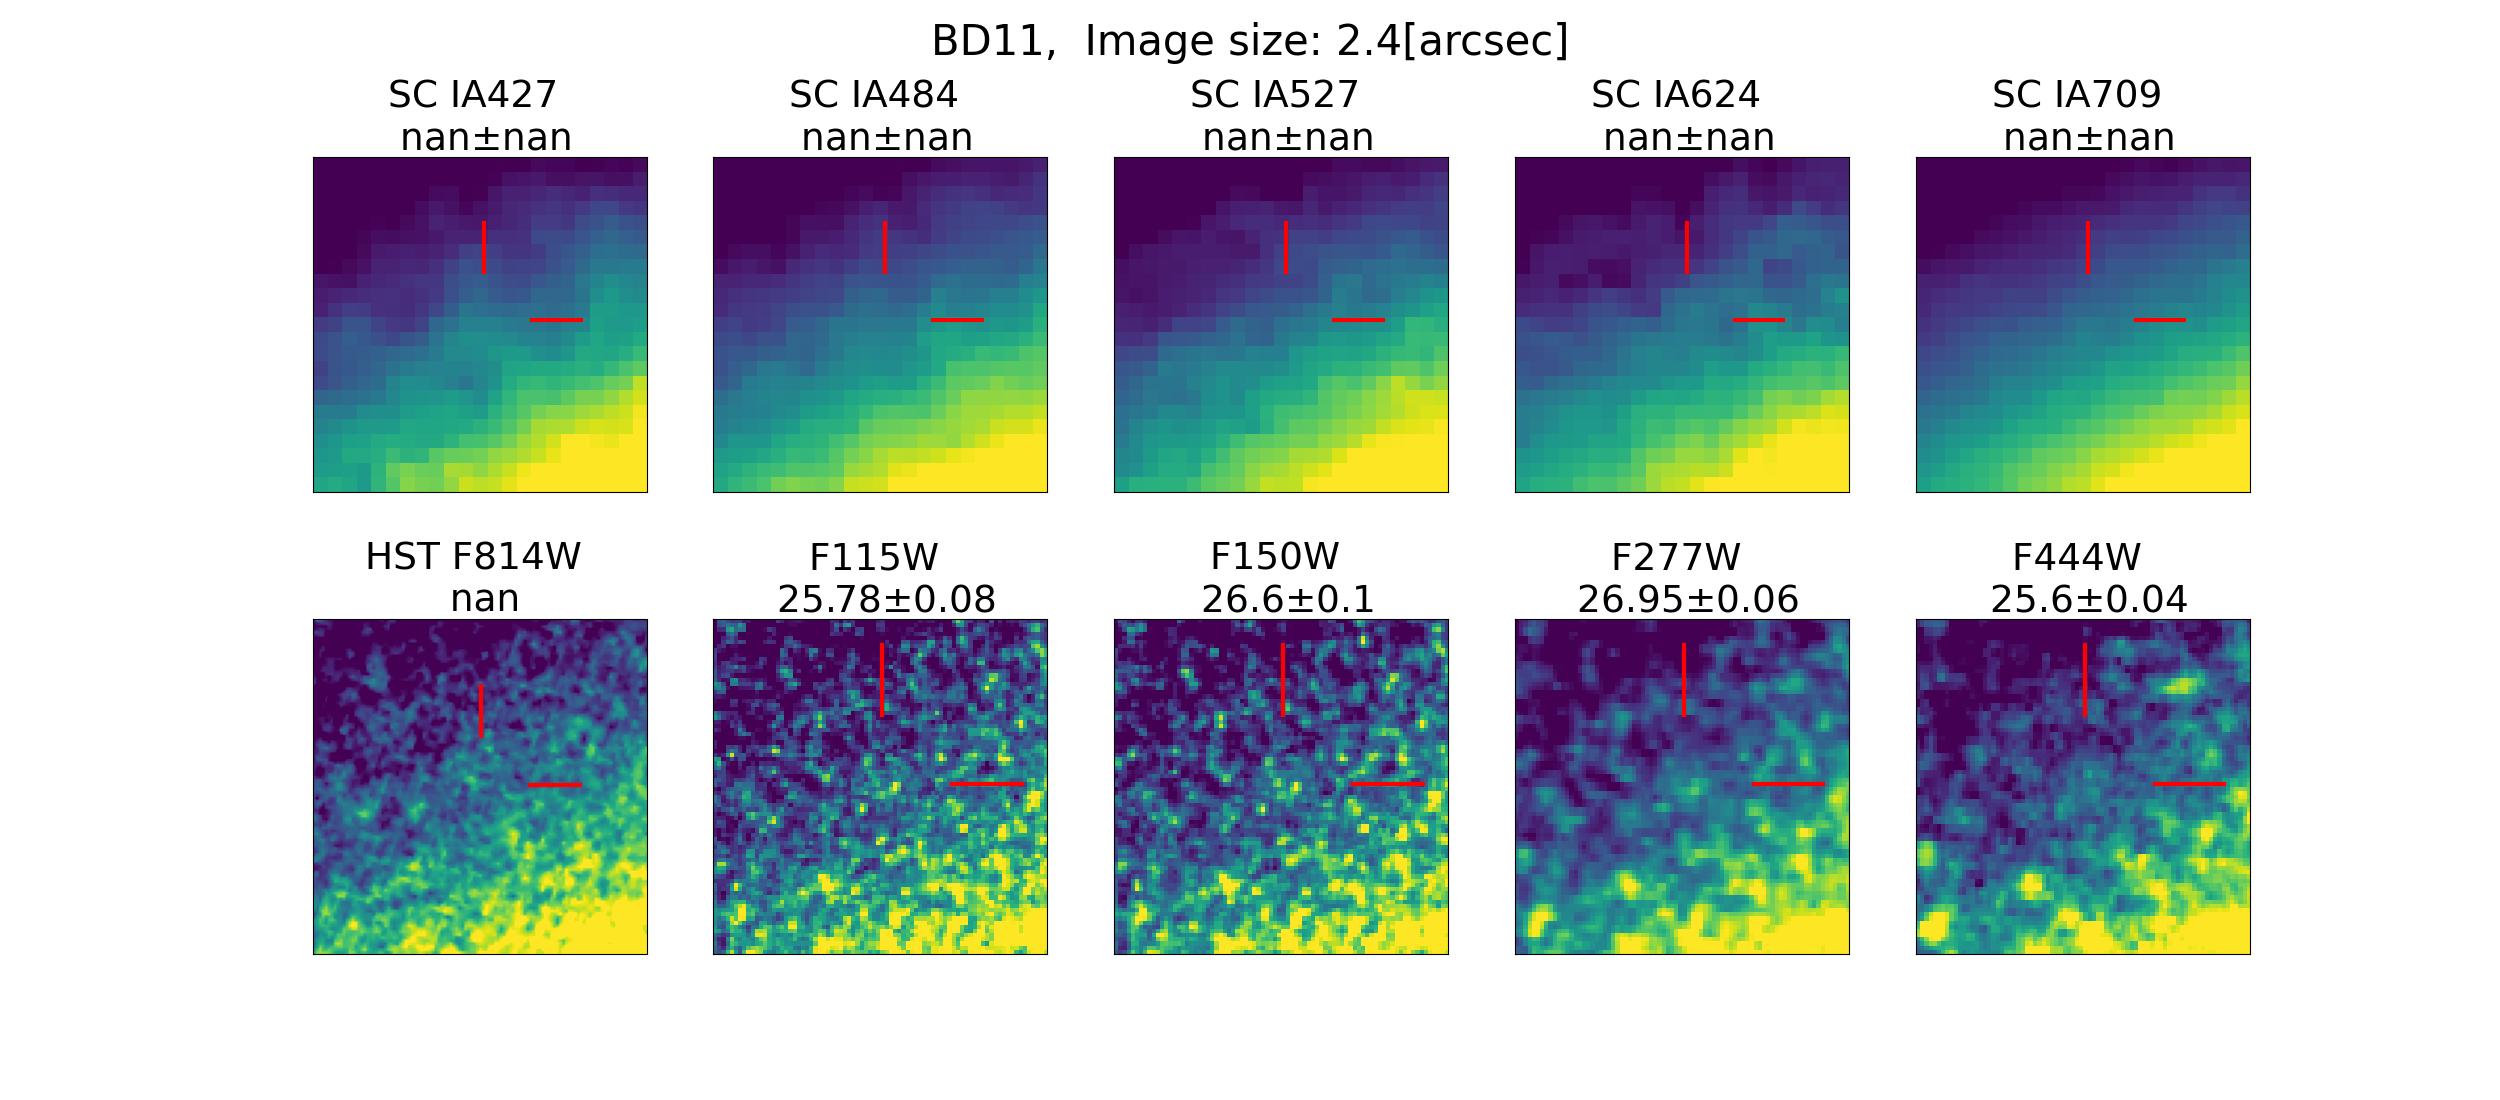 BD11,  Image size: 2.4[arcsec]
SC IA427
nan±nan
SC IA484
nan±nan
SC IA527
nan±nan
SC IA624
nan±nan
SC IA709
nan±nan
HST F814W
nan
F115W
25.78±0.08
F150W
26.6±0.1
F277W
26.95±0.06
F444W
25.6±0.04